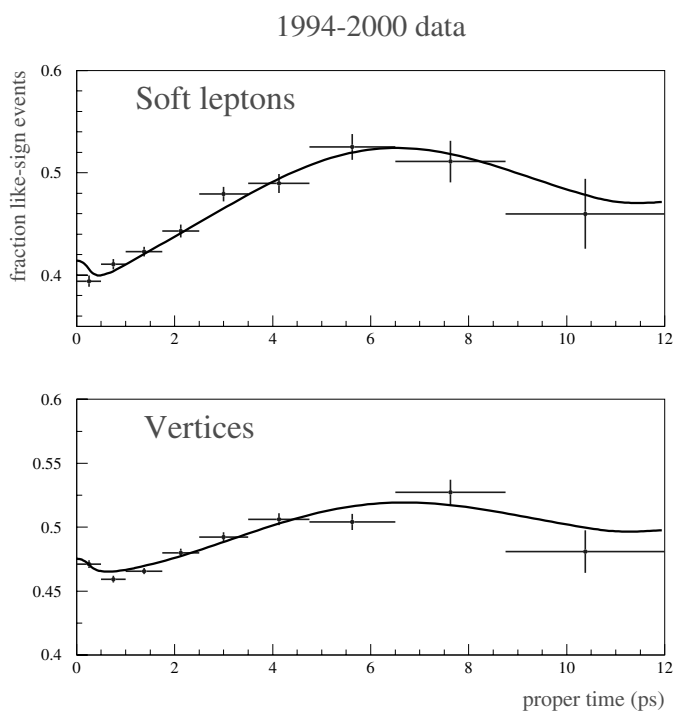 1994-2000 data
fraction like-sign events
0.6
0.5
0.4
Soft leptons
0 2 4 6 8 10 12
0.6
0.55
0.5
0.45
0.4
Vertices
0 2 4 6 8 10 12
proper time (ps)